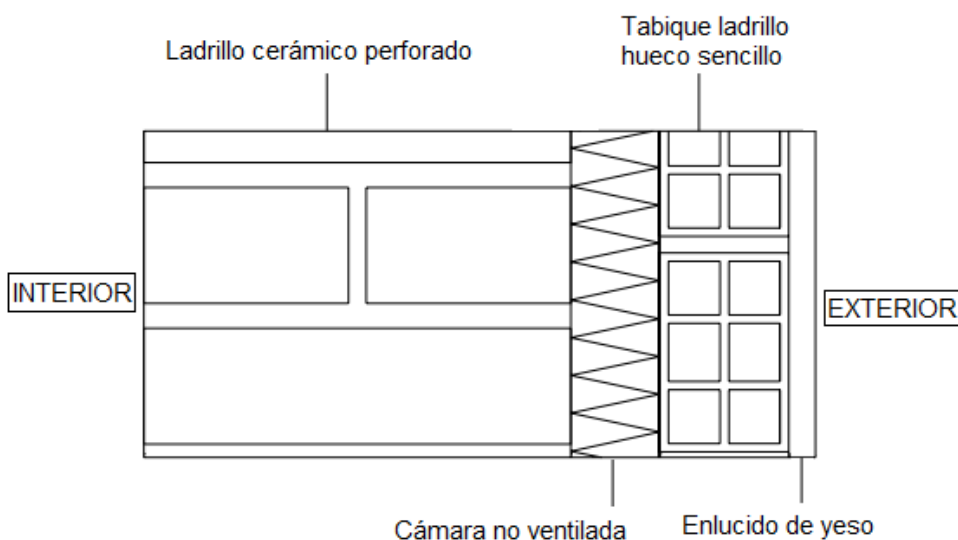 Ladrillo cerámico perforado
Tabique ladrillo
hueco sencillo
INTERIOR
EXTERIOR
Cámara no ventilada
Enlucido de yeso